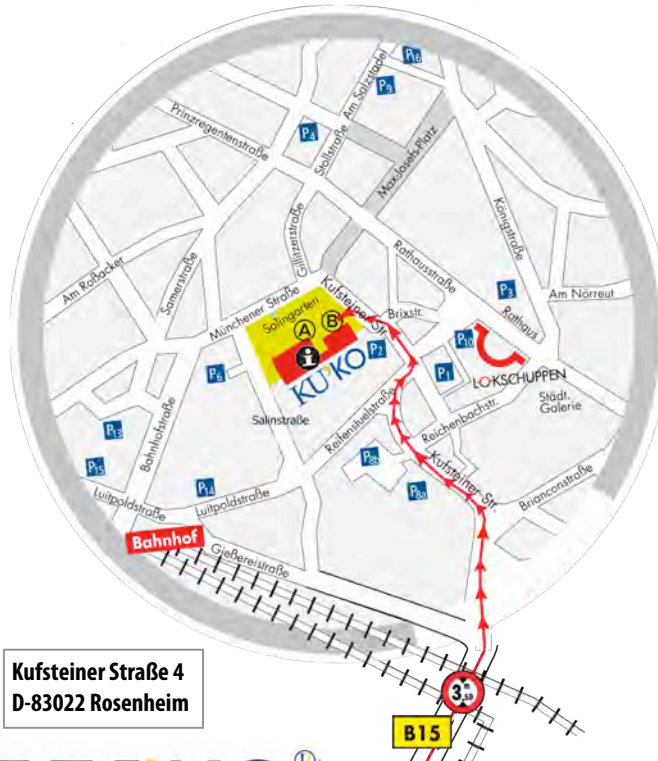 P16
P9
Am Salzstadel
Prinzregentenstraße
P4
Stollstraße
Max-Josefs-Platz
Königstraße
Gillitzerstraße
Rathausstraße
Am Roßacker
Samerstraße
P3
Am Nörreut
Münchener Straße
Salingarten
Kufsteiner Str.
Brixstr.
Rathaus
A
B
P10
P2
i
KU'KO
P1
LOKSCHUPPEN
P6
Städt.
Galerie
Salinstraße
Reifenstuelstraße
Reichenbachstr.
P13
Bahnhofstraße
P15
P8b
Kufsteiner Str.
P14
P8a
Brianconstraße
Luitpoldstraße
Luitpoldstraße
Bahnhof
Gießereistraße
Kufsteiner Straße 4
D-83022 Rosenheim
3,50 m
B15